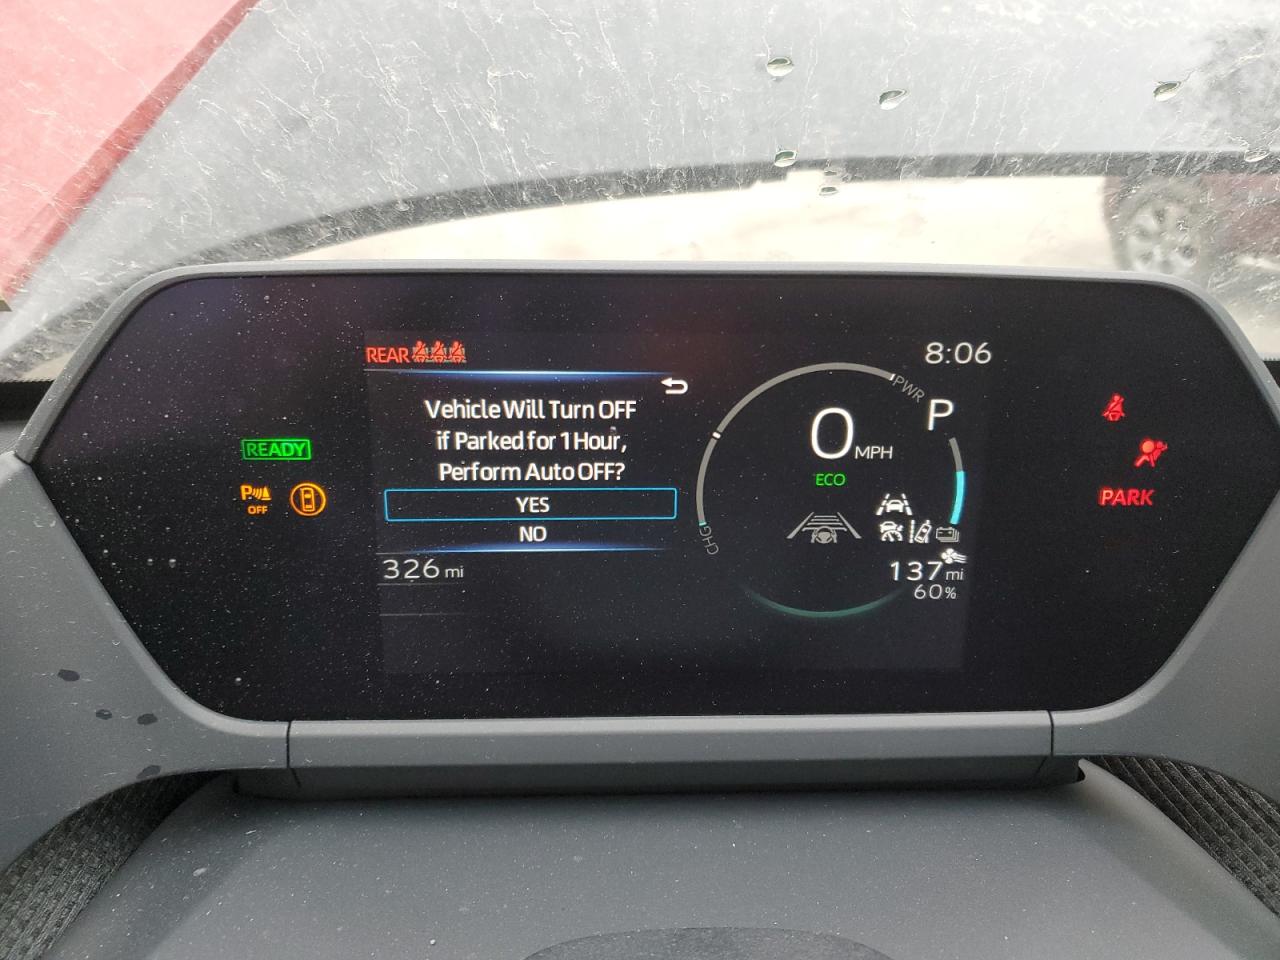 REAR
8:06
Vehicle Will Turn OFF
if Parked for 1 Hour,
Perform Auto OFF?
YES
NO
326 mi
READY
P
OFF
PWR
P
0 MPH
ECO
CHG
137 mi
60%
PARK